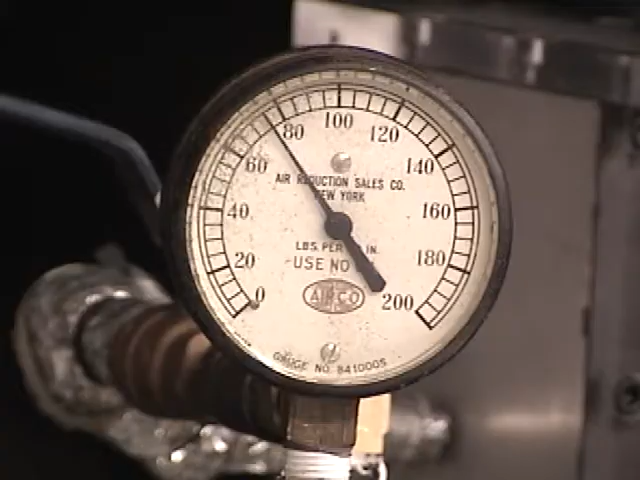 80 100 120
60 140
AIR REDUCTION SALES CO.
NEW YORK
40 160
LBS. PER IN.
20 USE NO 180
0 AIRCO 200
GAUGE NO. 8410005